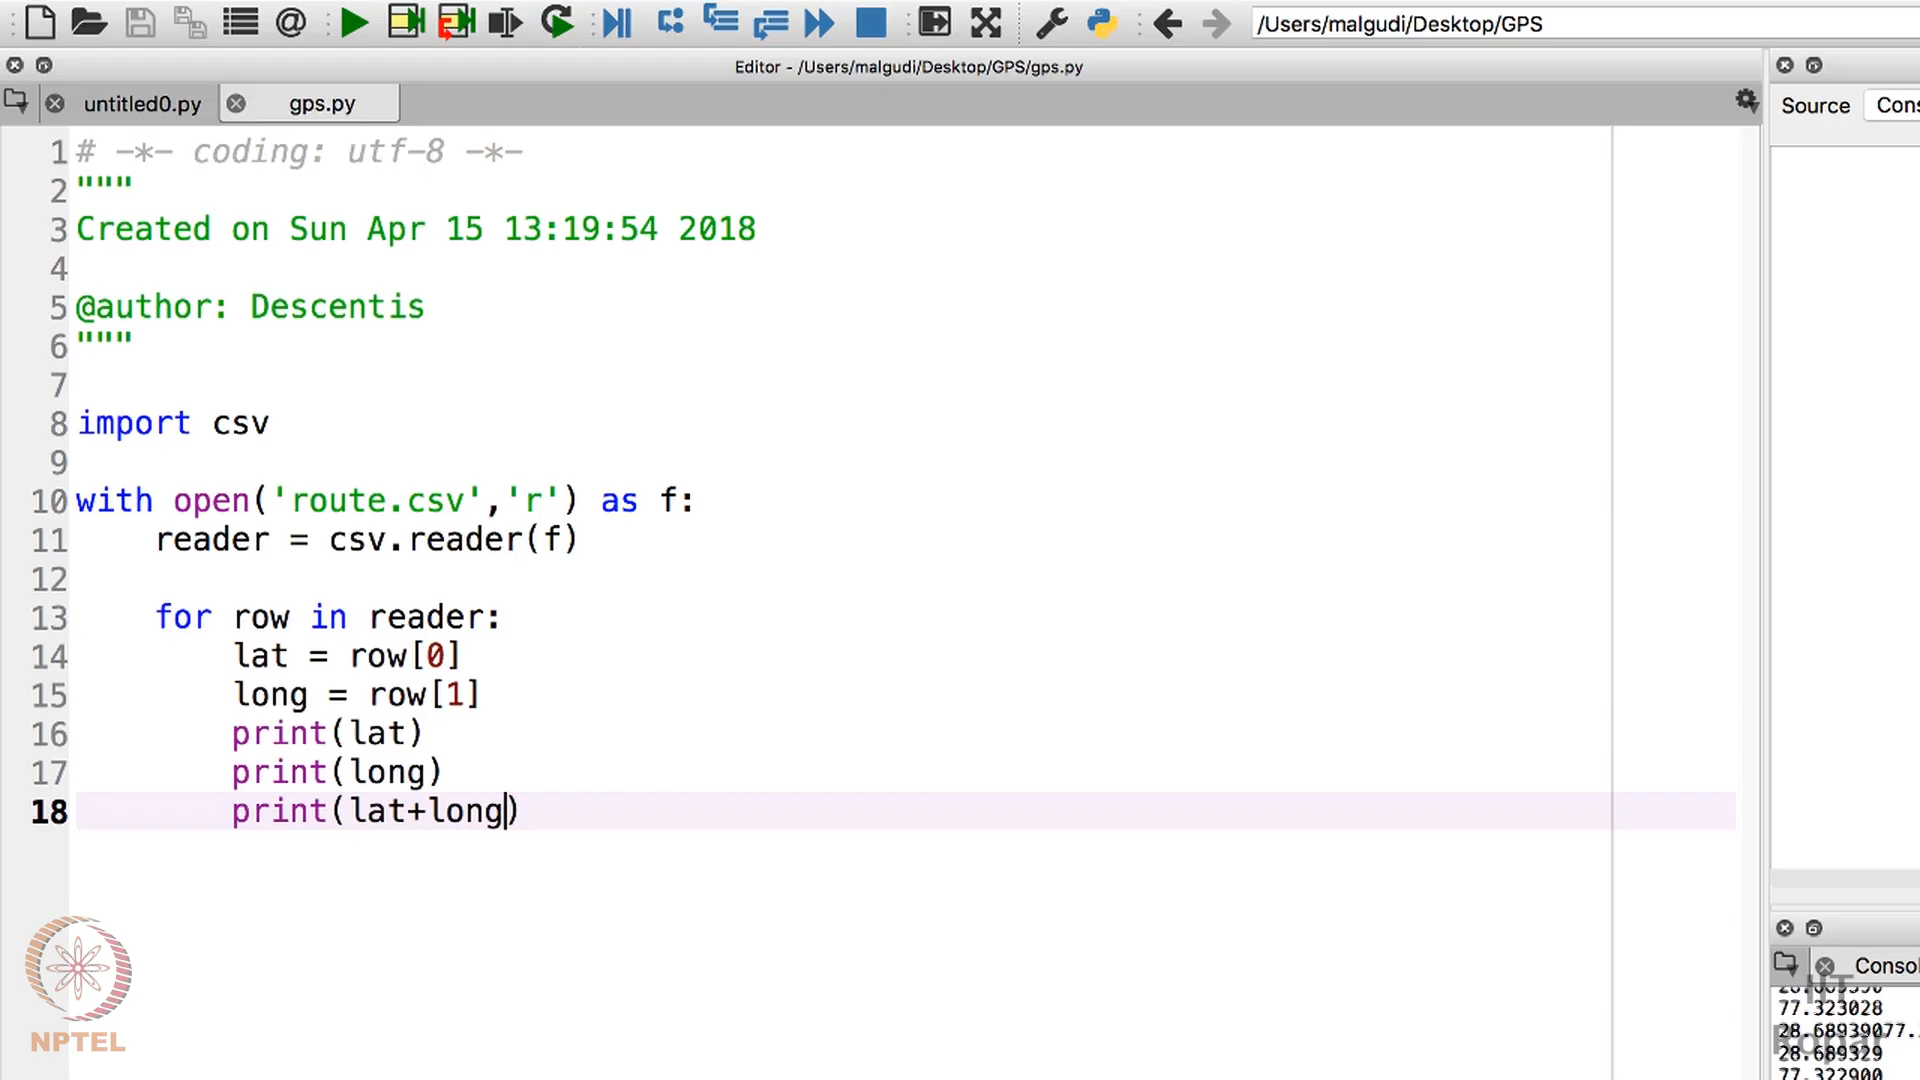 /Users/malgudi/Desktop/GPS
Editor - /Users/malgudi/Desktop/GPS/gps.py
untitled0.py
gps.py
Source
1 # -*- coding: utf-8 -*-
2 """
3 Created on Sun Apr 15 13:19:54 2018
4
5 @author: Descentis
6 """
7
8 import csv
9
10 with open('route.csv','r') as f:
11 reader = csv.reader(f)
12
13 for row in reader:
14 lat = row[0]
15 long = row[1]
16 print(lat)
17 print(long)
18 print(lat+long)
NPTEL
77.323028
28.68939077.
28.689329
77.322900